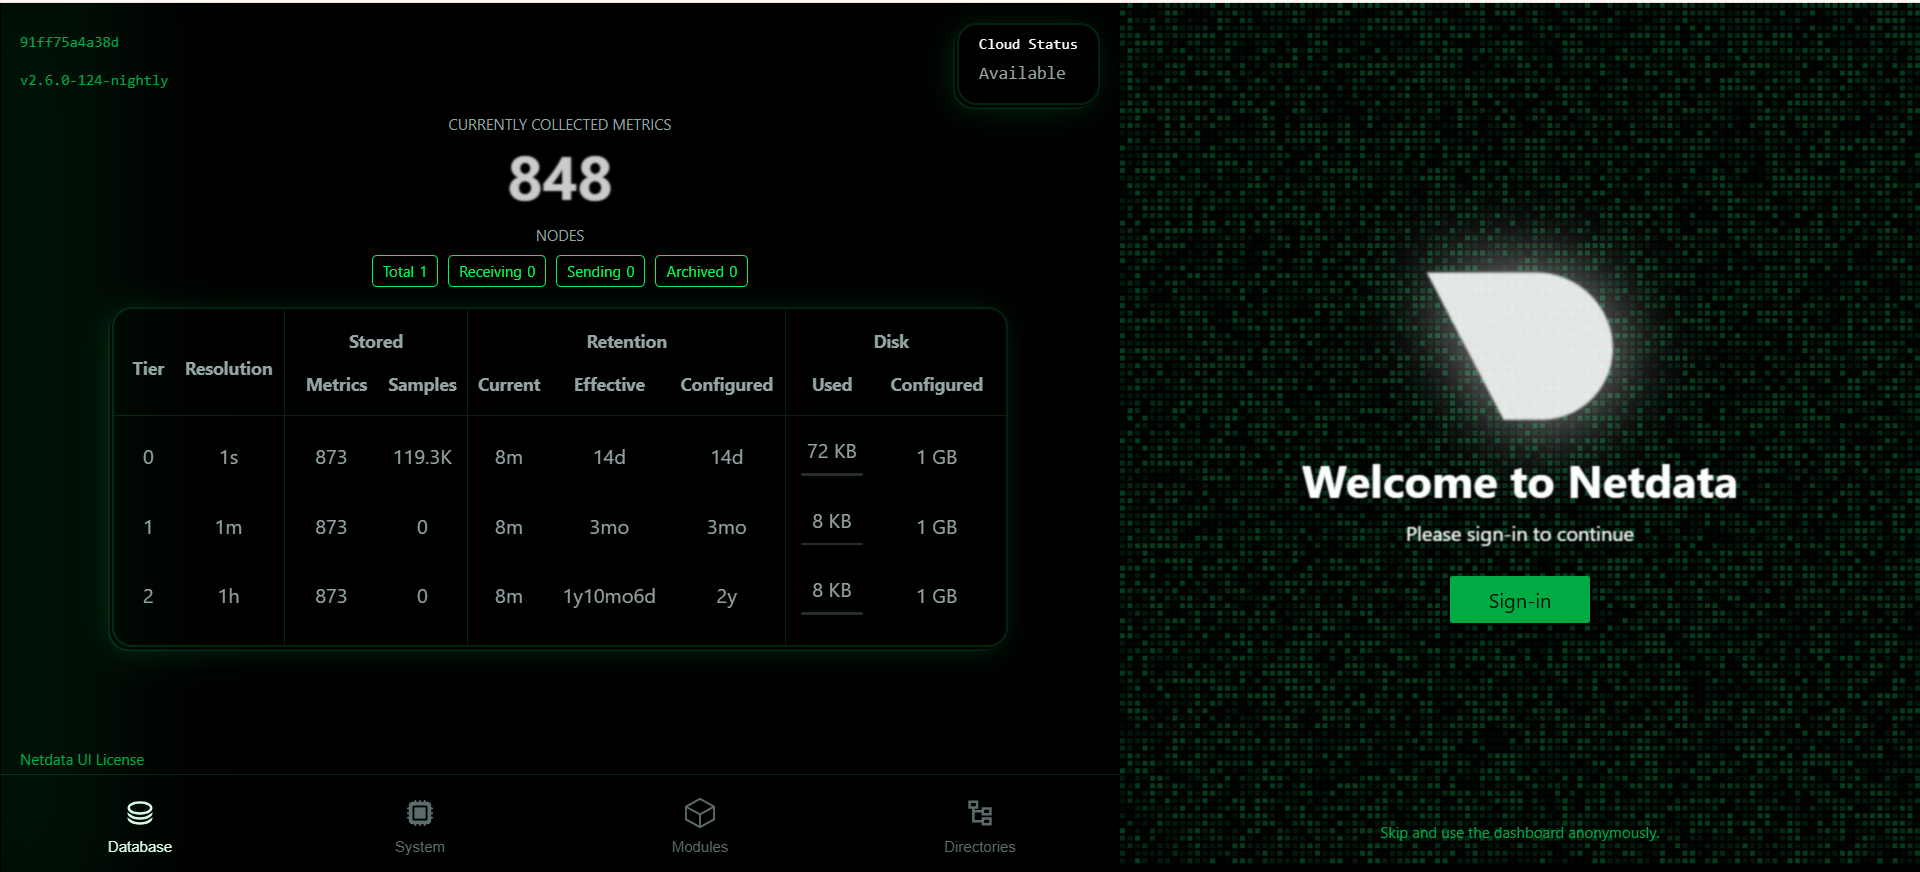 91ff75a4a38d
v2.6.0-124-nightly
Cloud Status
Available
CURRENTLY COLLECTED METRICS
848
NODES
Total 1 Receiving 0 Sending 0 Archived 0
Stored Retention Disk
Tier Resolution
Metrics Samples Current Effective Configured Used Configured
0 1s 873 119.3K 8m 14d 14d 72 KB 1 GB
1 1m 873 0 8m 3mo 3mo 8 KB 1 GB
2 1h 873 0 8m 1y10mo6d 2y 8 KB 1 GB
Netdata UI License
Database System Modules Directories
Welcome to Netdata
Please sign-in to continue
Sign-in
Skip and use the dashboard anonymously.